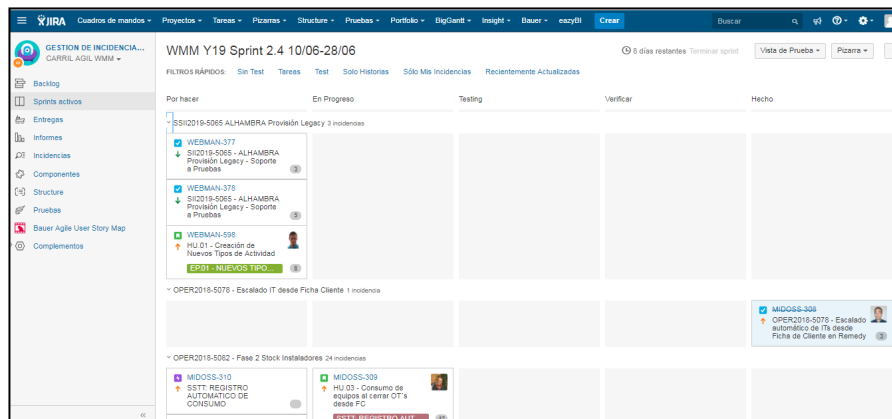 JIRA Cuadros de mandos Proyectos Tareas Pizarras Structure Pruebas Portfolio BigGantt Insight Bauer eazyBI Crear Buscar
GESTION DE INCIDENCIA...
CARRIL AGIL WMM
WMM Y19 Sprint 2.4 10/06-28/06
8 días restantes Terminar sprint Vista de Prueba Pizarra
FILTROS RÁPIDOS: Sin Test Tareas Test Solo Historias Sólo Mis Incidencias Recientemente Actualizadas
Backlog
Sprints activos
Entregas
Informes
Incidencias
Componentes
Structure
Pruebas
Bauer Agile User Story Map
Complementos
Por hacer En Progreso Testing Verificar Hecho
SSII2019-5065 ALHAMBRA Provisión Legacy 3 incidencias
WEBMAN-377
SII2019-5065 - ALHAMBRA
Provisión Legacy - Soporte
a Pruebas
3
WEBMAN-378
SII2019-5065 - ALHAMBRA
Provisión Legacy - Soporte
a Pruebas
5
WEBMAN-598
HU.01 - Creación de
Nuevos Tipos de Actividad
EP.01 - NUEVOS TIPO... 8
OPER2018-5078 - Escalado IT desde Ficha Cliente 1 incidencia
MIDOSS-308
OPER2018-5078 - Escalado
automático de ITs desde
Ficha de Cliente en Remedy
3
OPER2018-5082 - Fase 2 Stock Instaladores 24 incidencias
MIDOSS-310
SSTT: REGISTRO
AUTOMATICO DE
CONSUMO
MIDOSS-309
HU.03 - Consumo de
equipos al cerrar OT's
desde FC
SSTT: REGISTRO AUT... 13